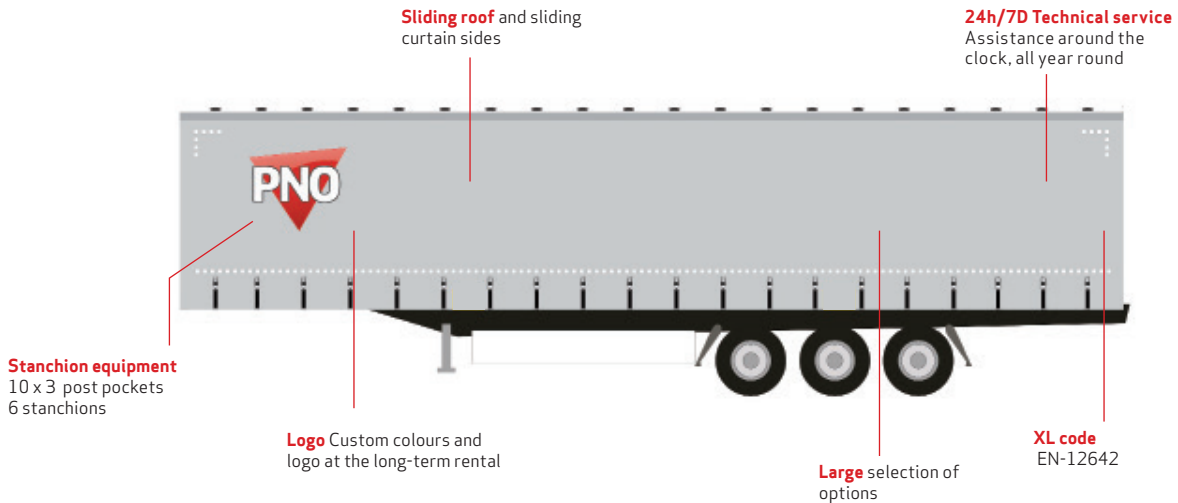 Sliding roof and sliding
curtain sides
24h/7D Technical service
Assistance around the
clock, all year round
PNO
Stanchion equipment
10 x 3 post pockets
6 stanchions
Logo Custom colours and
logo at the long-term rental
Large selection of
options
XL code
EN-12642